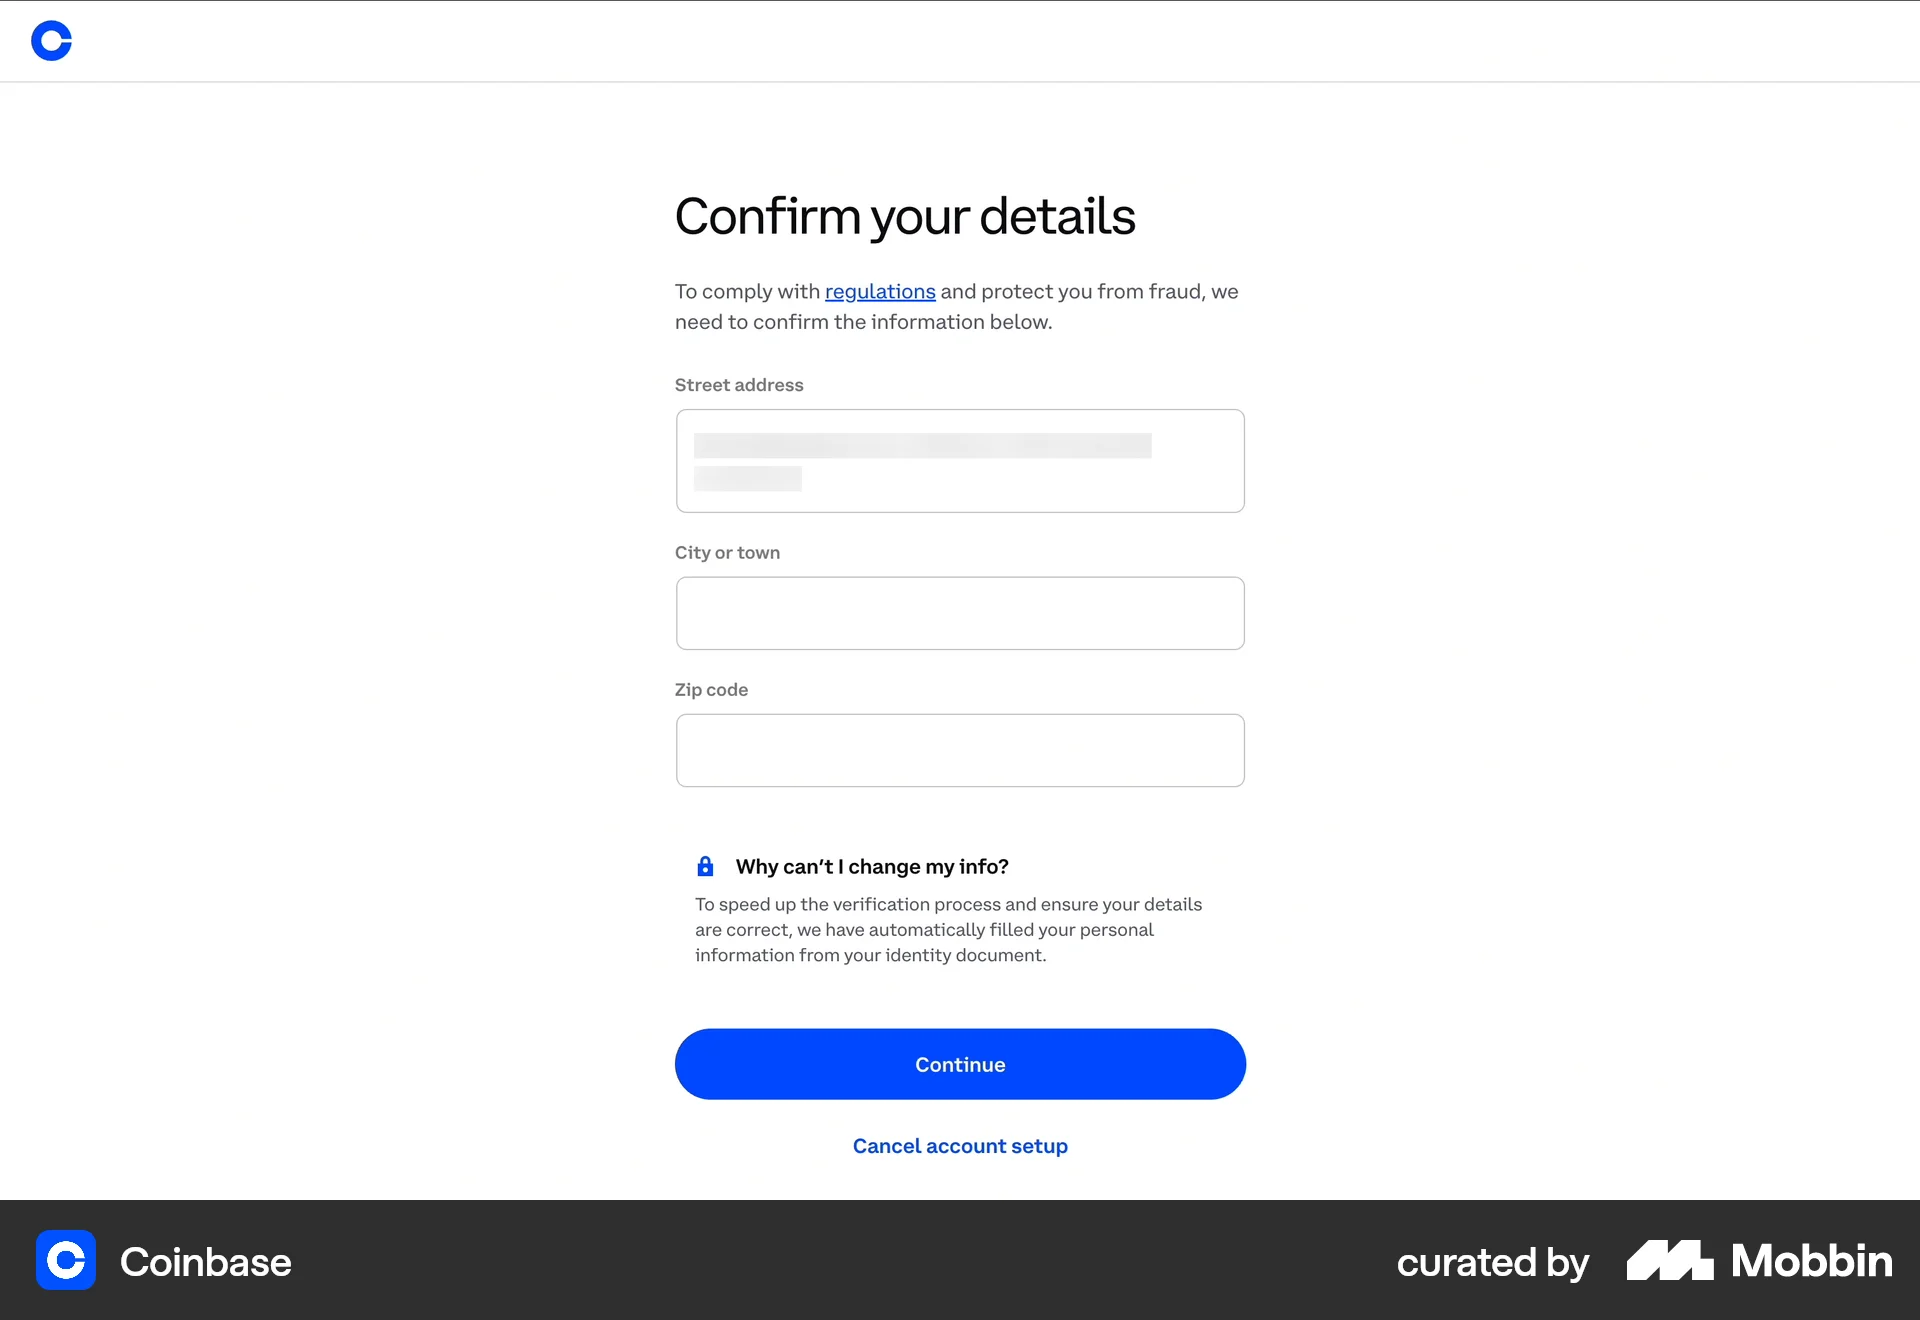 Confirm your details
To comply with regulations and protect you from fraud, we
need to confirm the information below.
Street address
City or town
Zip code
Why can't I change my info?
To speed up the verification process and ensure your details
are correct, we have automatically filled your personal
information from your identity document.
Continue
Cancel account setup
Coinbase
curated by Mobbin